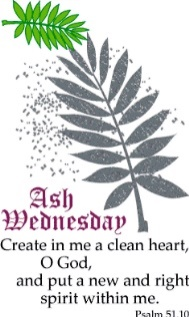 Ash
Wednesday
Create in me a clean heart,
O God,
and put a new and right
spirit within me.
Psalm 51.10